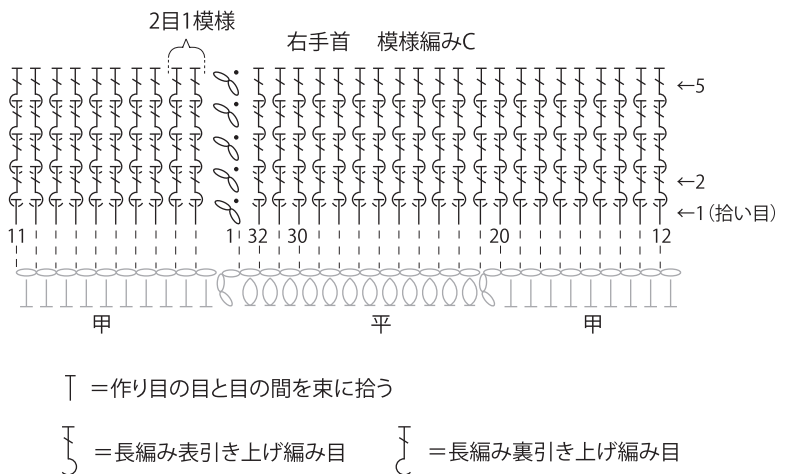 2目1模様
右手首 模様編みC
←5
←2
←1（拾い目）
11 1 32 30 20 12
甲 平 甲
＝作り目の目と目の間を束に拾う
＝長編み表引き上げ編み目 ＝長編み裏引き上げ編み目